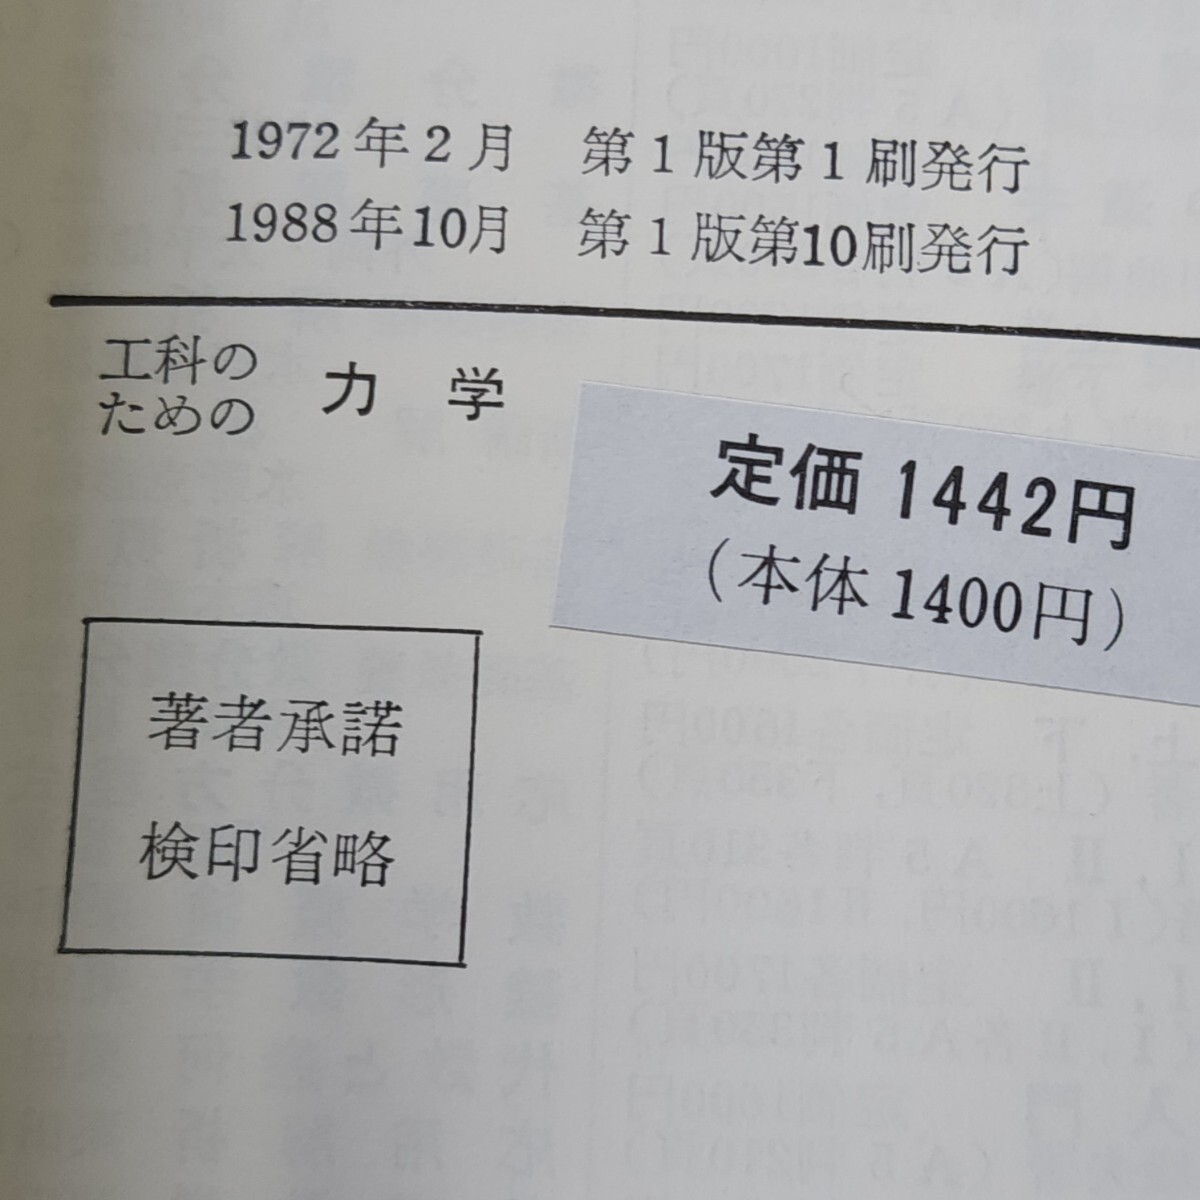 1972年2月　第1版第1刷発行
1988年10月　第1版第10刷発行
工科の
ための
力　学
定価 1442円
(本体 1400円)
著者承諾
検印省略